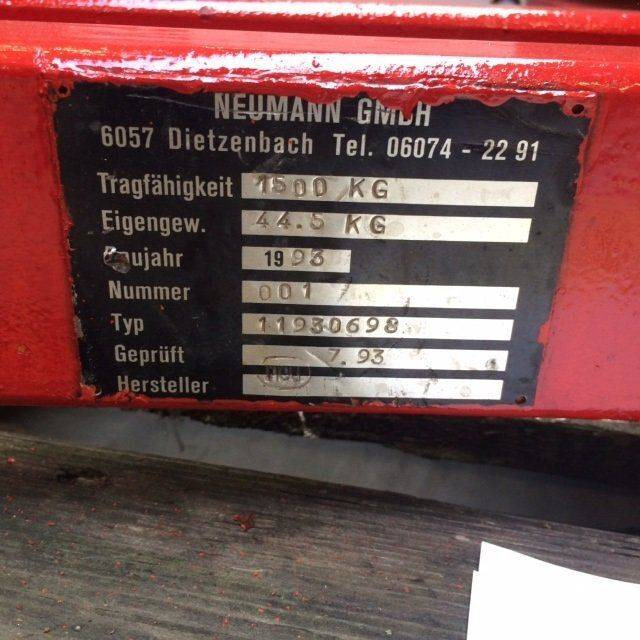 NEUMANN GMBH
6057 Dietzenbach Tel. 06074 - 22 91
Tragfähigkeit 1500 KG
Eigengew. 44.5 KG
Baujahr 1993
Nummer 001
Typ 11930698
Geprüft 7.93
Hersteller